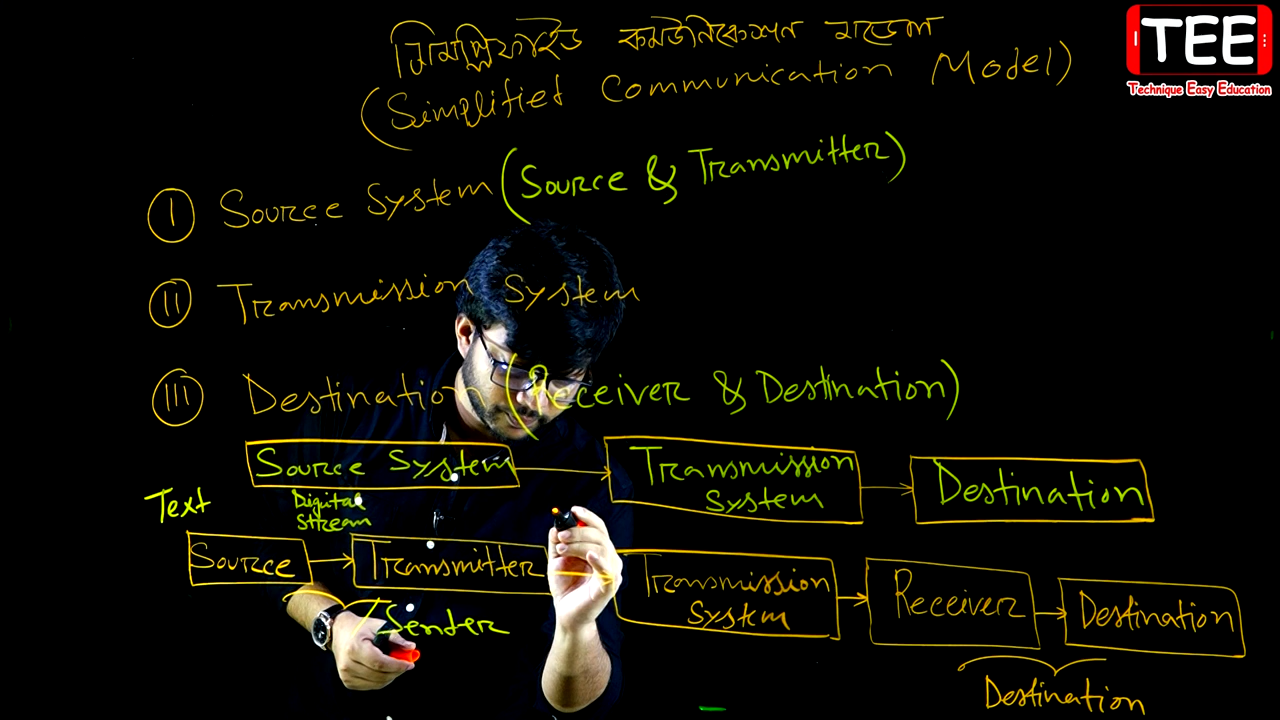 TEE
Technique Easy Education
সিমপ্লিফাইড কমউনিকেশন মডেল
(Simplified Communication Model)
I Source System (Source & Transmitter)
II Transmission System
III Destination (Receiver & Destination)
Source System Transmission System Destination
Text Digital Stream
Source Transmitter Transmission System Receiver Destination
Sender
Destination